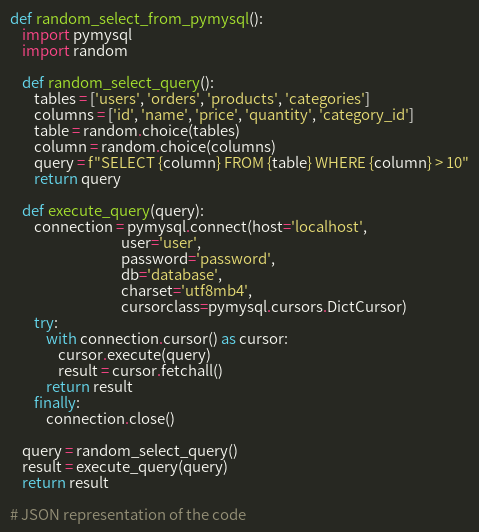 def random_select_from_pymysql():
    import pymysql
    import random

    def random_select_query():
        tables = ['users', 'orders', 'products', 'categories']
        columns = ['id', 'name', 'price', 'quantity', 'category_id']
        table = random.choice(tables)
        column = random.choice(columns)
        query = f"SELECT {column} FROM {table} WHERE {column} > 10"
        return query

    def execute_query(query):
        connection = pymysql.connect(host='localhost',
                                     user='user',
                                     password='password',
                                     db='database',
                                     charset='utf8mb4',
                                     cursorclass=pymysql.cursors.DictCursor)
        try:
            with connection.cursor() as cursor:
                cursor.execute(query)
                result = cursor.fetchall()
            return result
        finally:
            connection.close()

    query = random_select_query()
    result = execute_query(query)
    return result

# JSON representation of the code